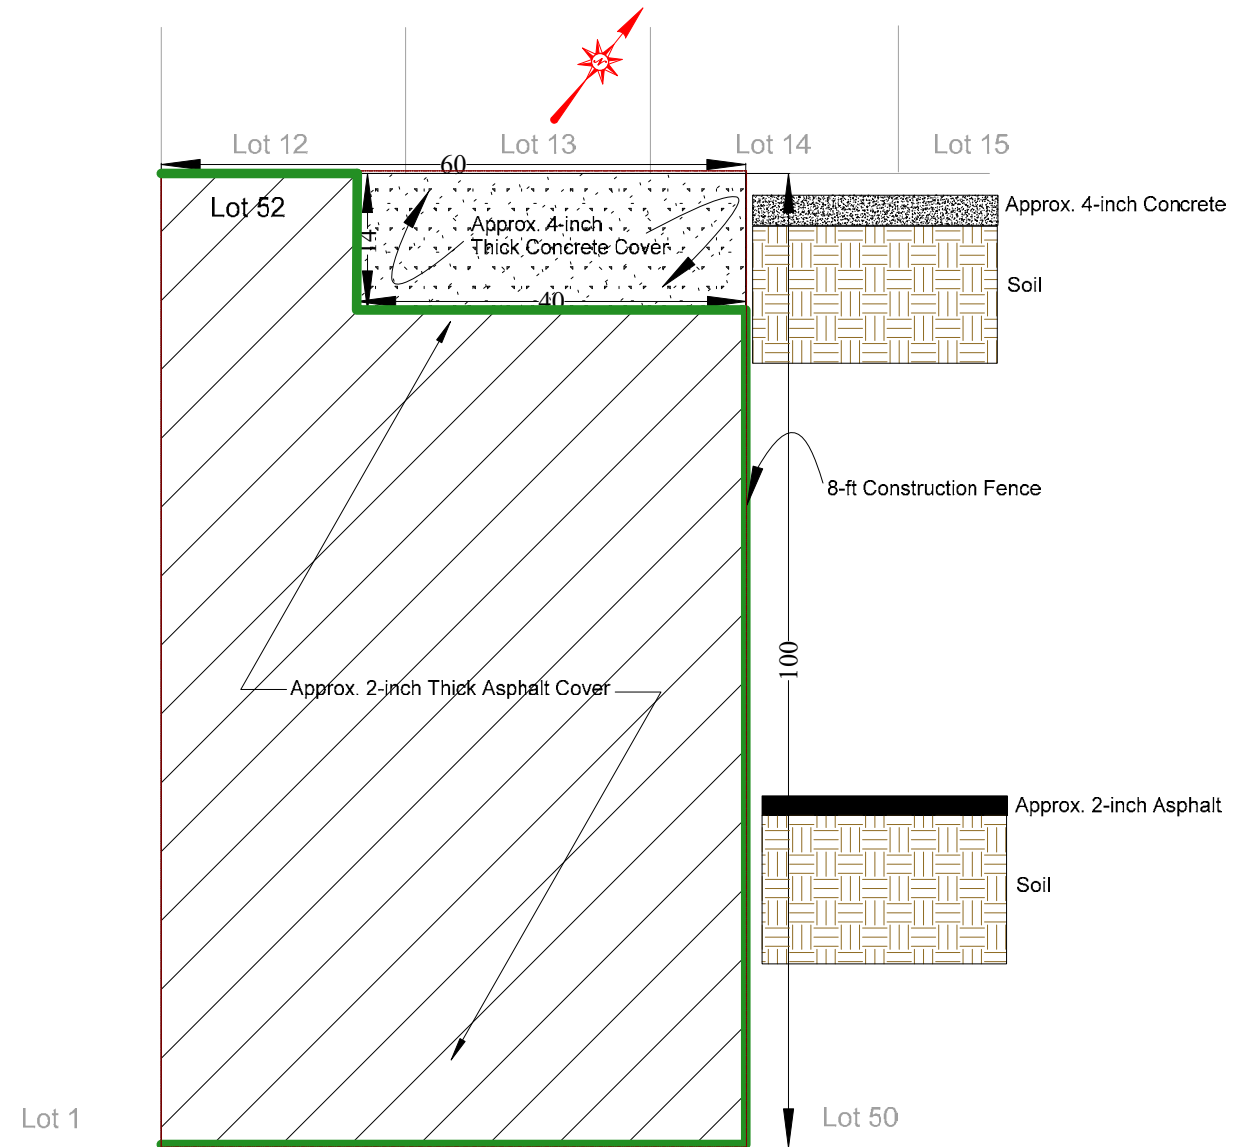 Lot 12
Lot 13
Lot 14
Lot 15
60
Lot 52
Approx. 4-inch
Thick Concrete Cover
14
40
Approx. 4-inch Concrete
Soil
8-ft Construction Fence
100
Approx. 2-inch Thick Asphalt Cover
Approx. 2-inch Asphalt
Soil
Lot 1
Lot 50